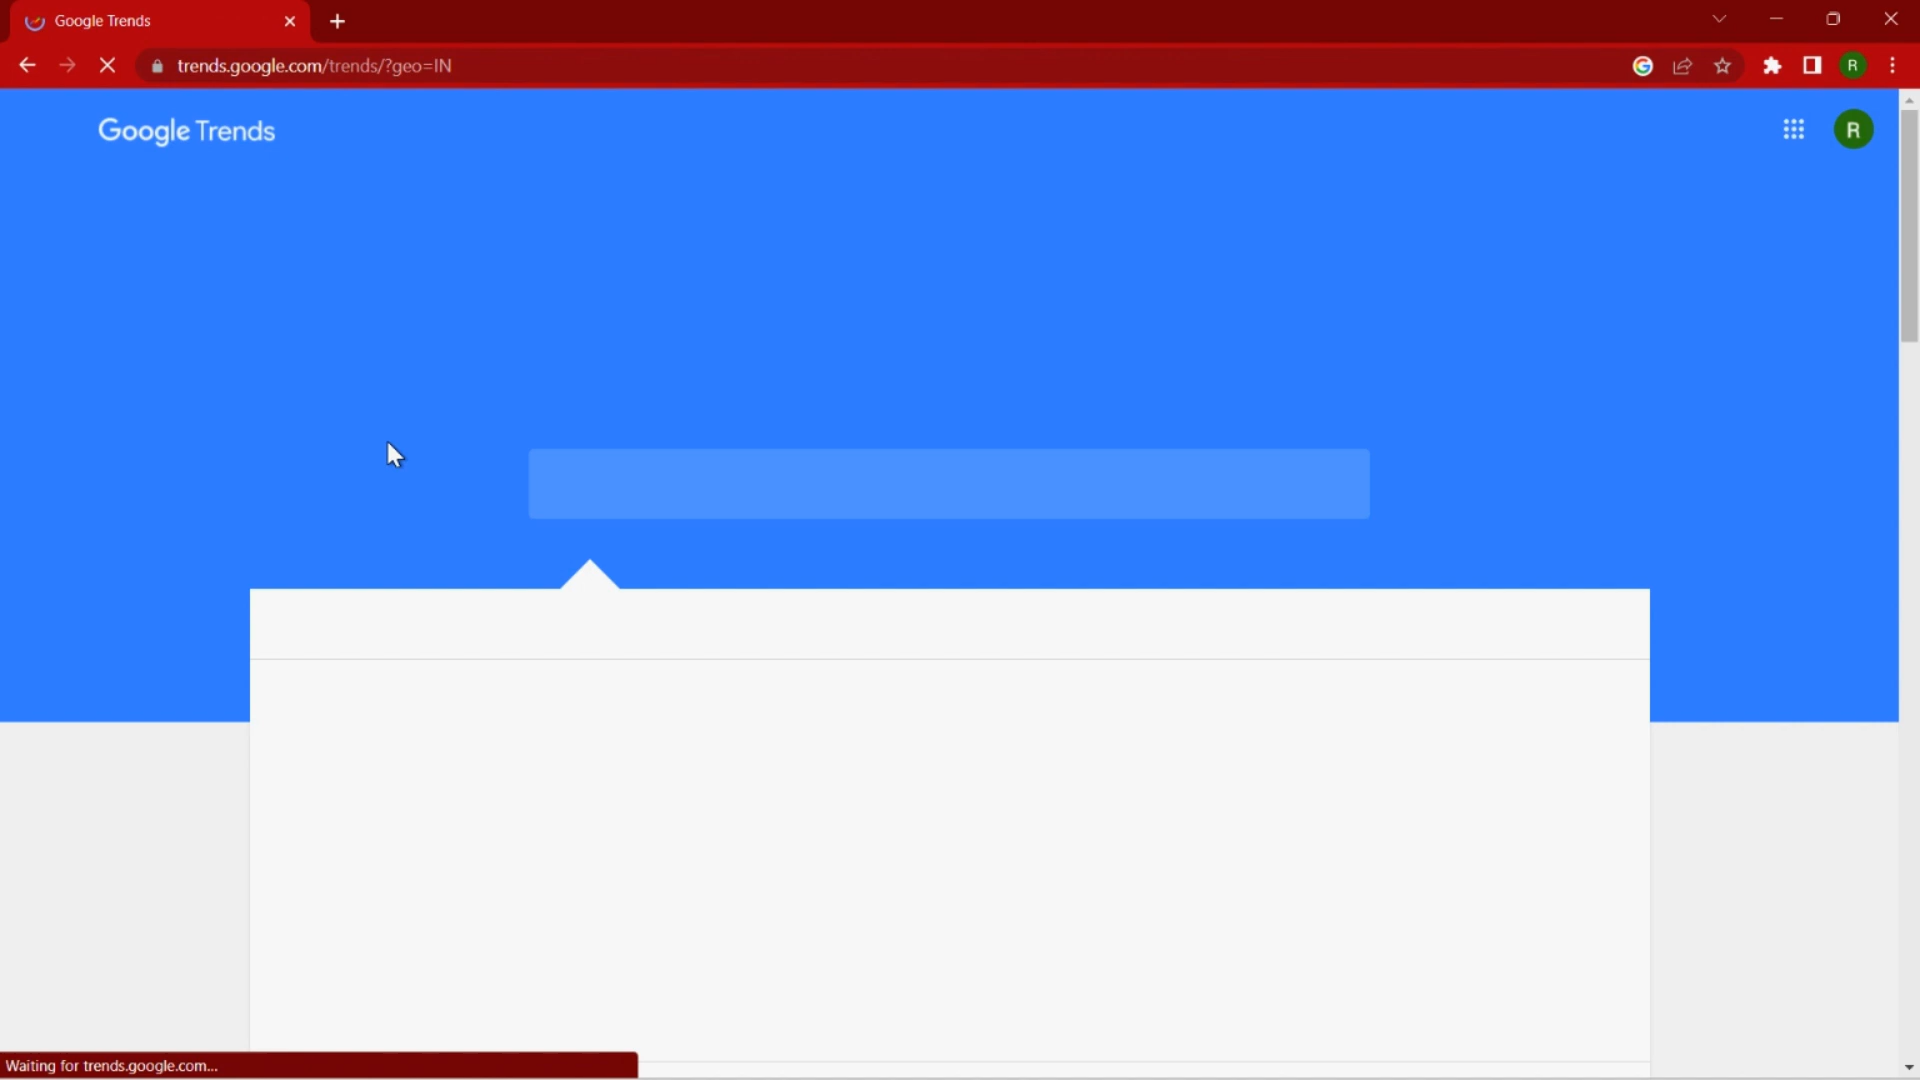 Google Trends
trends.google.com/trends/?geo=IN
R
Google Trends
R
Waiting for trends.google.com...